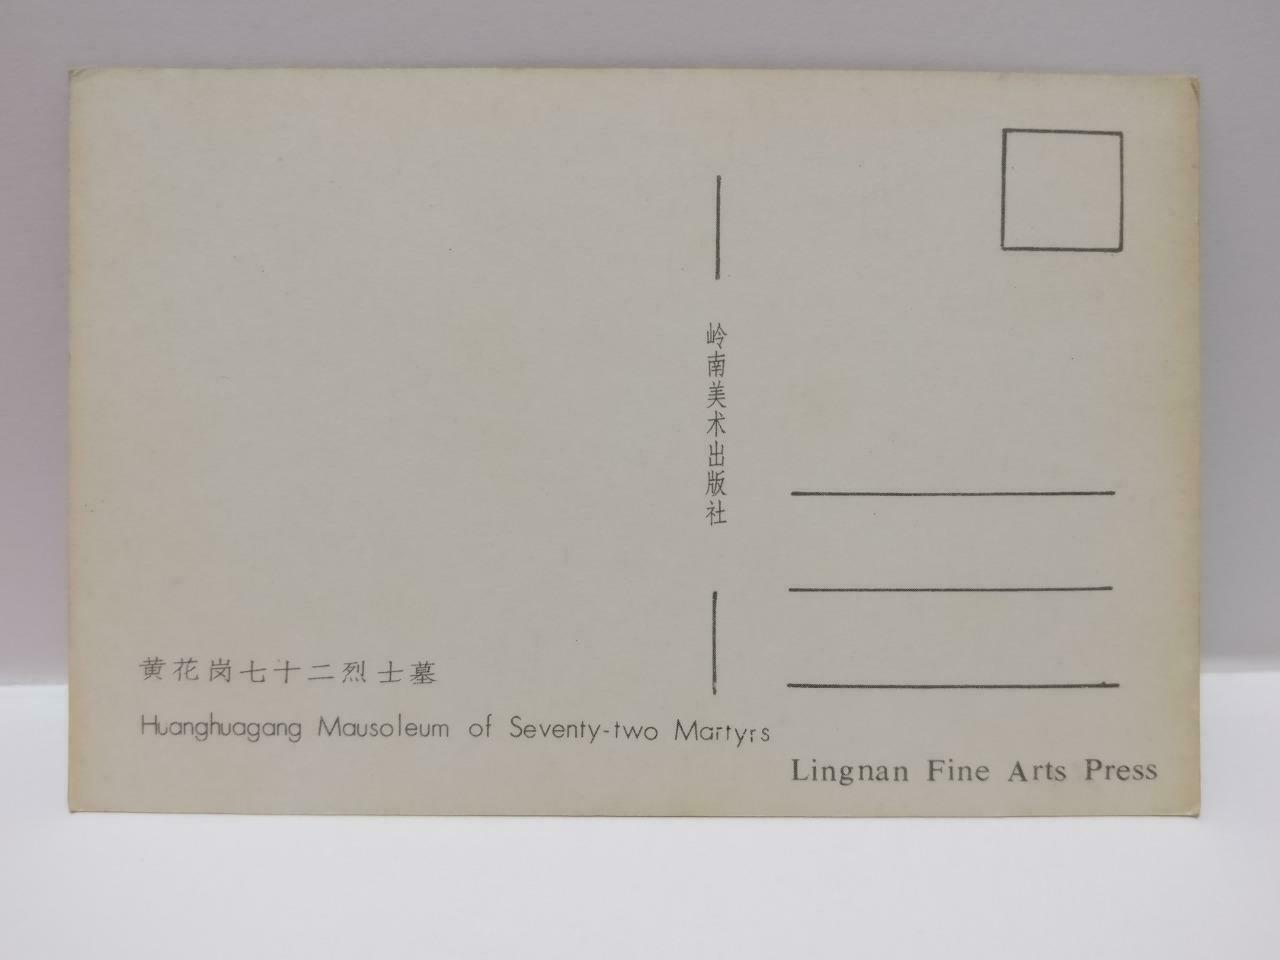 岭南美术出版社
黄花岗七十二烈士墓
Huanghuagang Mausoleum of Seventy-two Martyrs
Lingnan Fine Arts Press